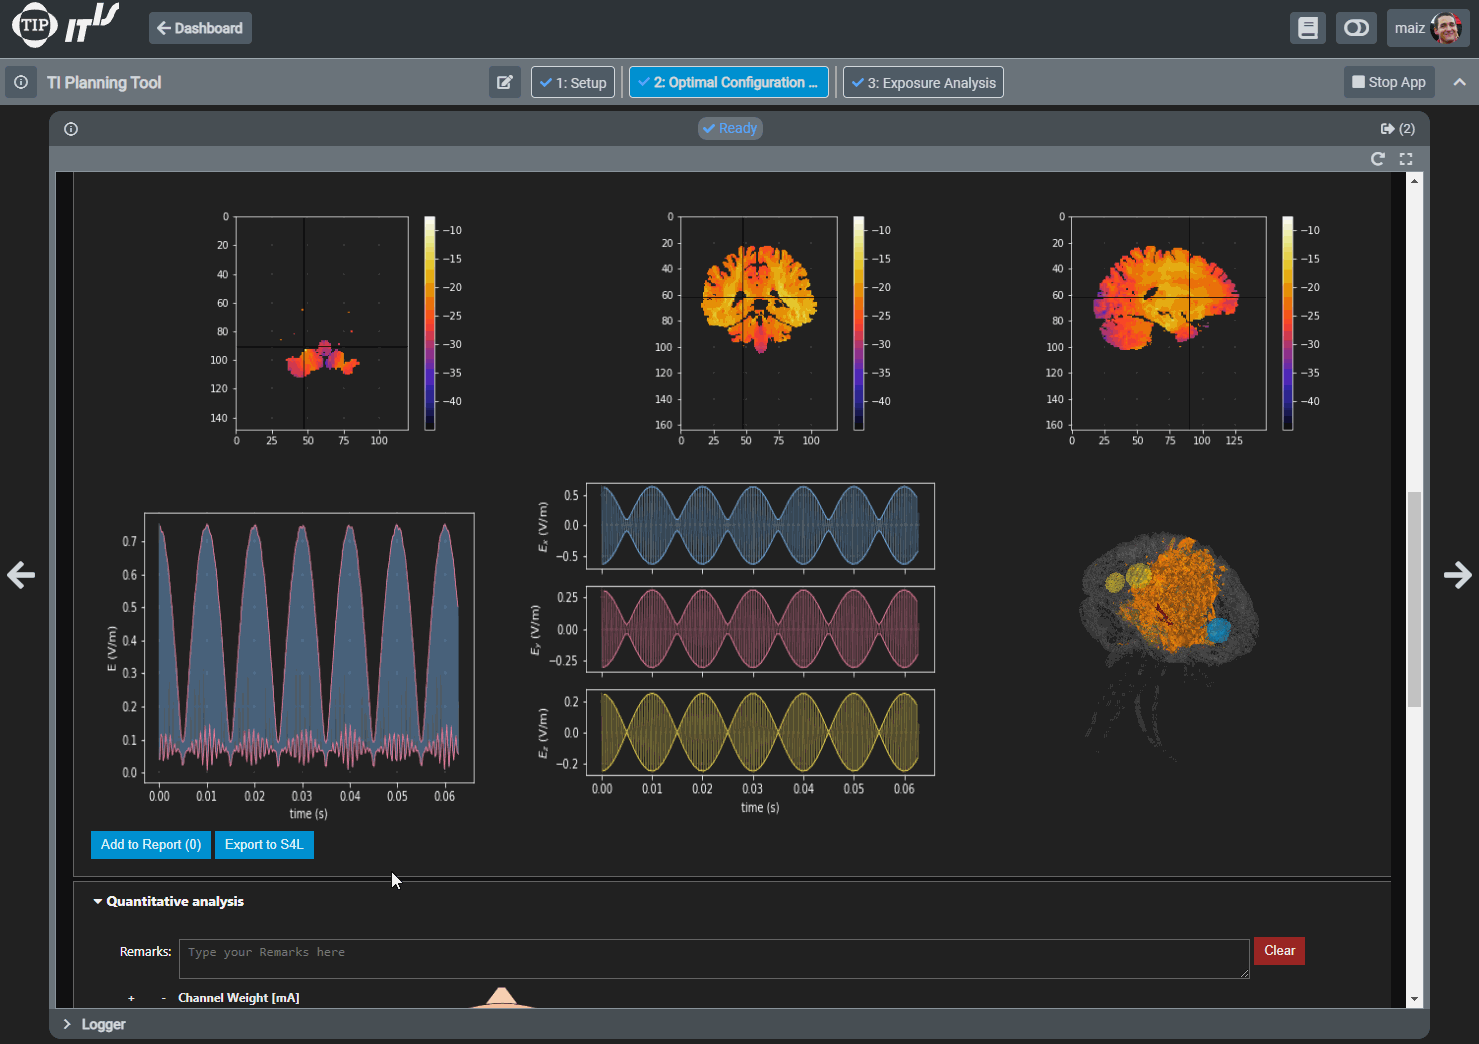 TIP IT'IS
Dashboard
maiz
TI Planning Tool
1: Setup
2: Optimal Configuration ...
3: Exposure Analysis
Stop App
Ready
(2)
0
20
40
60
80
100
120
140
0 25 50 75 100
−10
−15
−20
−25
−30
−35
−40
0
20
40
60
80
100
120
140
160
0 25 50 75 100
−10
−15
−20
−25
−30
−35
−40
0
20
40
60
80
100
120
140
160
0 25 50 75 100 125
−10
−15
−20
−25
−30
−35
−40
E (V/m)
0.7
0.6
0.5
0.4
0.3
0.2
0.1
0.0
0.00 0.01 0.02 0.03 0.04 0.05 0.06
time (s)
Ex (V/m)
0.5
0.0
−0.5
Ey (V/m)
0.25
0.00
−0.25
Ez (V/m)
0.2
0.0
−0.2
0.00 0.01 0.02 0.03 0.04 0.05 0.06
time (s)
Add to Report (0)
Export to S4L
Quantitative analysis
Remarks:
Type your Remarks here
Clear
+ - Channel Weight [mA]
Logger